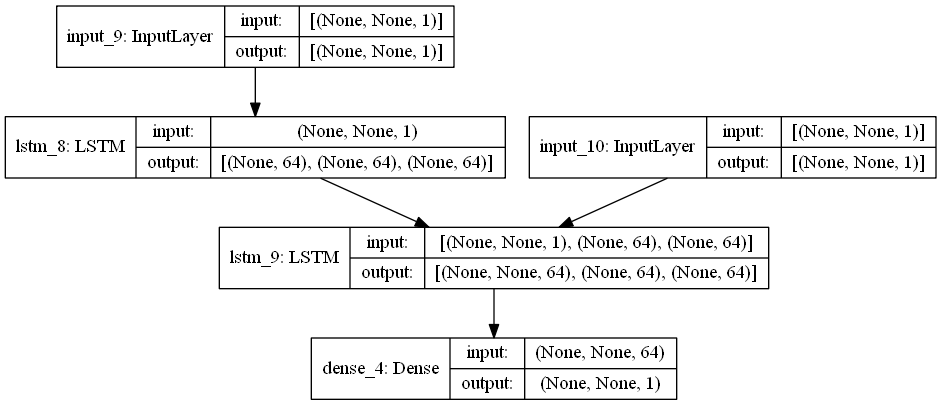 input_9: InputLayer
input: [(None, None, 1)]
output: [(None, None, 1)]
lstm_8: LSTM
input: (None, None, 1)
output: [(None, 64), (None, 64), (None, 64)]
input_10: InputLayer
input: [(None, None, 1)]
output: [(None, None, 1)]
lstm_9: LSTM
input: [(None, None, 1), (None, 64), (None, 64)]
output: [(None, None, 64), (None, 64), (None, 64)]
dense_4: Dense
input: (None, None, 64)
output: (None, None, 1)